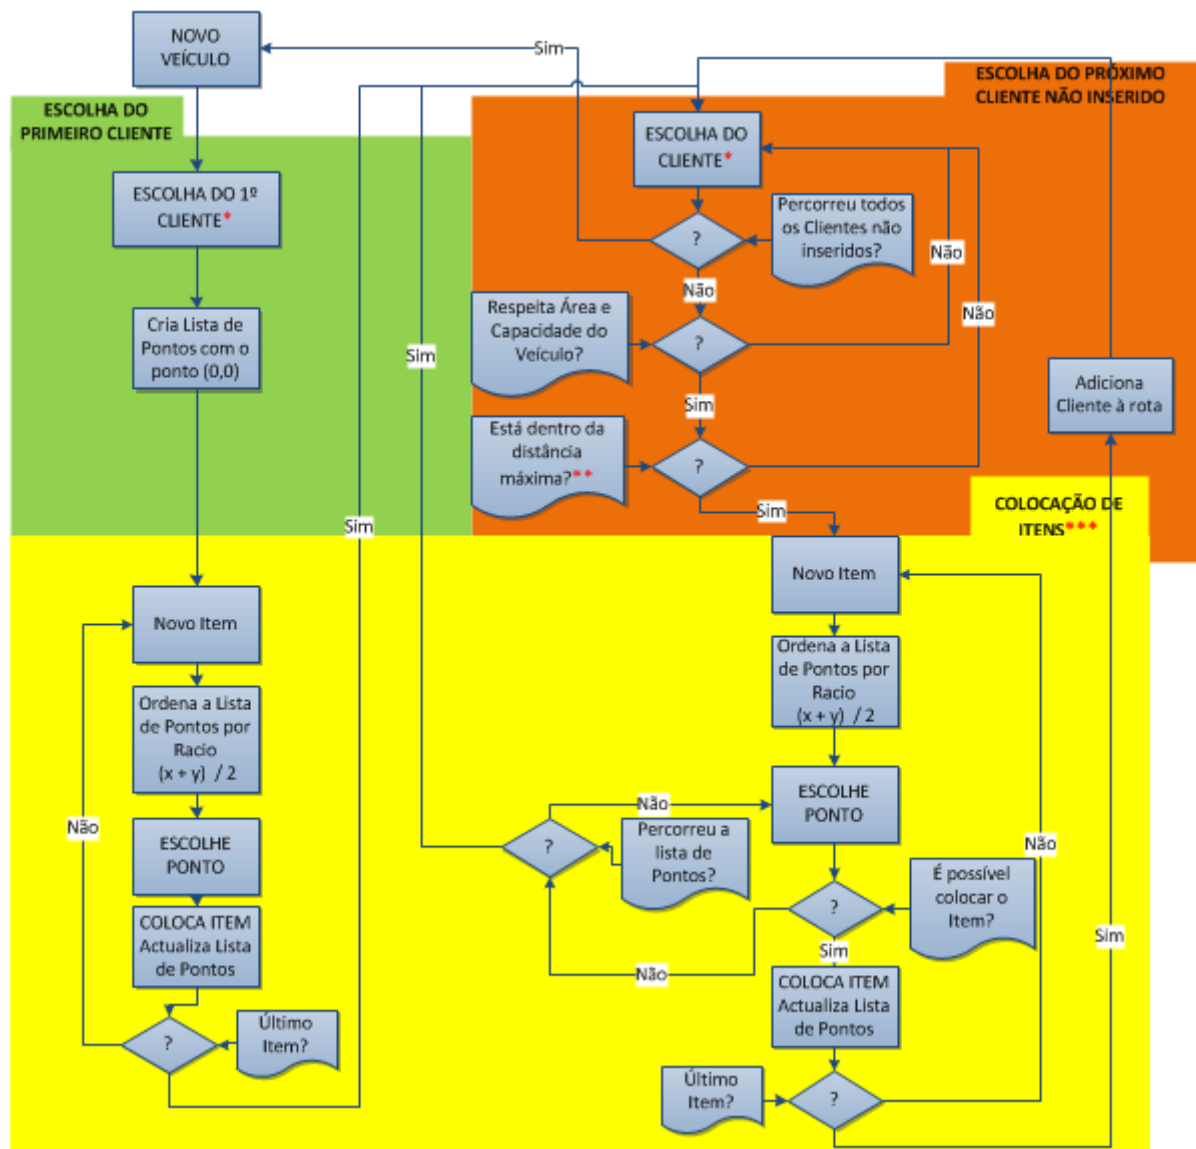 NOVO
VEÍCULO
Sim
ESCOLHA DO
PRIMEIRO CLIENTE
ESCOLHA DO 1º
CLIENTE*
Cria Lista de
Pontos com o
ponto (0,0)
Sim
Sim
ESCOLHA DO PRÓXIMO
CLIENTE NÃO INSERIDO
ESCOLHA DO
CLIENTE*
?
Percorreu todos
os Clientes não
inseridos?
Não
Não
Não
Respeita Área e
Capacidade do
Veículo?
?
Sim
Está dentro da
distância
máxima?**
?
Sim
Adiciona
Cliente à rota
COLOCAÇÃO DE
ITENS***
Novo Item
Ordena a Lista
de Pontos por
Racio
(x + y) / 2
ESCOLHE
PONTO
COLOCA ITEM
Actualiza Lista
de Pontos
?
Último
Item?
Não
Novo Item
Ordena a Lista
de Pontos por
Racio
(x + y) / 2
ESCOLHE
PONTO
Não
?
Percorreu a
lista de
Pontos?
?
É possível
colocar o
Item?
Não
Sim
Não
Sim
COLOCA ITEM
Actualiza Lista
de Pontos
Último
Item?
?